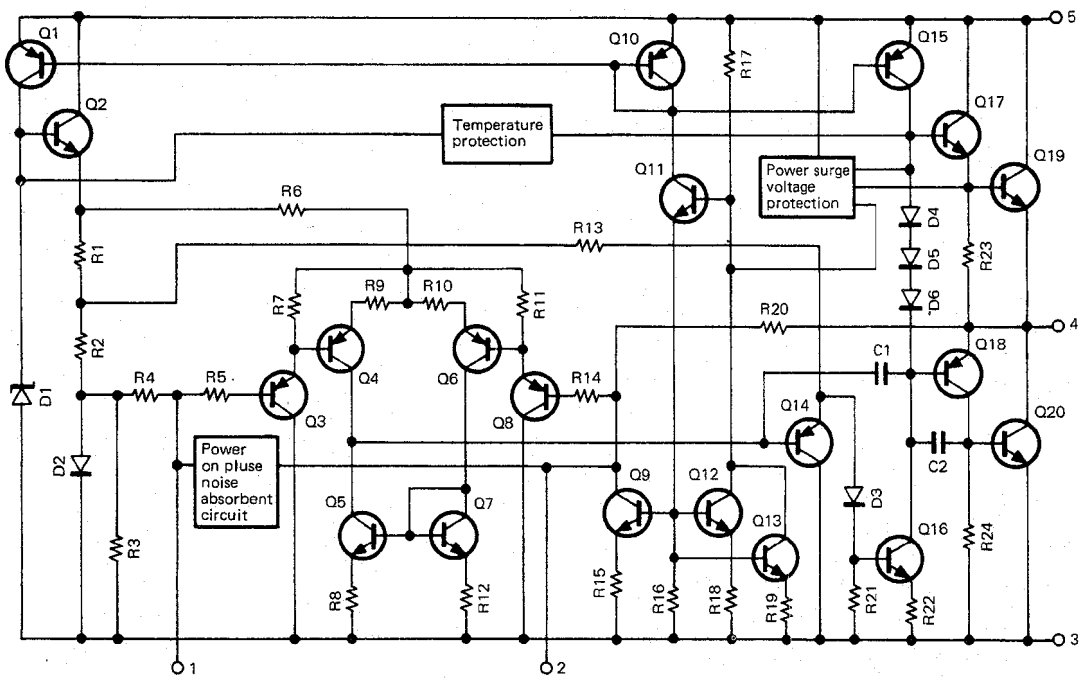 5
Q1
Q10
R17
Q15
Q2
Q17
Temperature
protection
Q19
Q11
Power surge
voltage
protection
R6
D4
R13
R1
D5
R23
R9
R10
R7
R11
D6
R20
4
R2
C1
Q18
Q4
Q6
R4
R5
R14
D1
Q3
Q8
Q14
Q20
D2
Power
on pluse
noise
absorbent
circuit
C2
Q5
Q7
Q9
Q12
D3
Q13
Q16
R3
R24
R8
R12
R15
R16
R18
R19
R21
R22
3
1
2